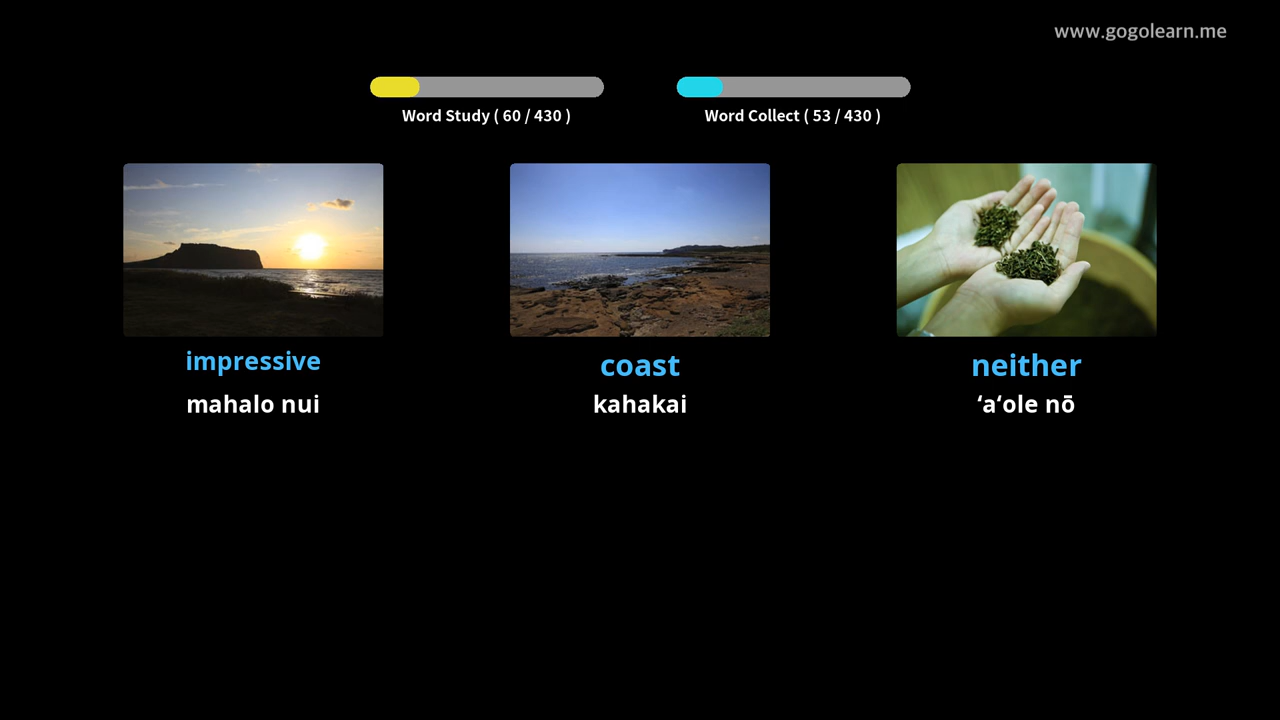 www.gogolearn.me
Word Study ( 60 / 430 )
Word Collect ( 53 / 430 )
impressive
mahalo nui
coast
kahakai
neither
ʻaʻole nō